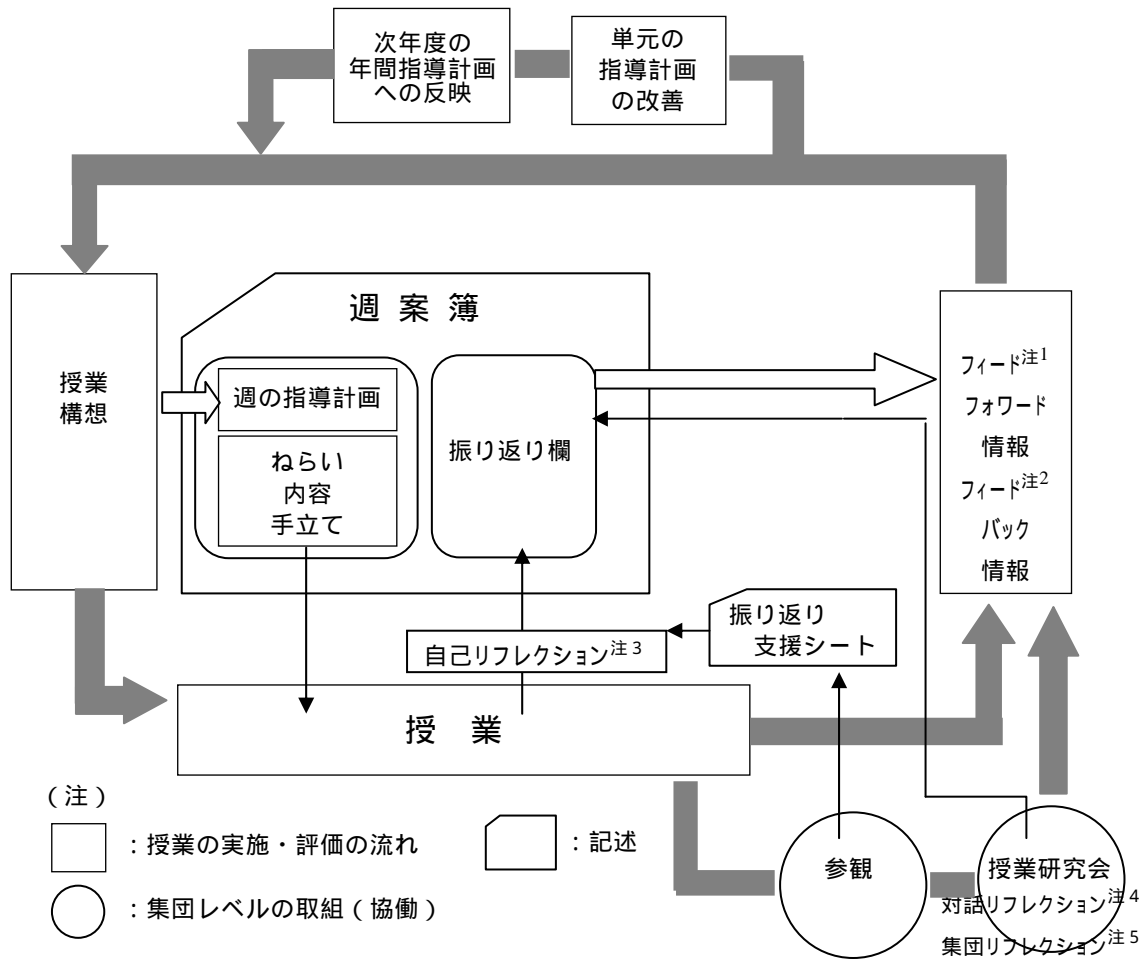 次年度の
年間指導計画
への反映
単元の
指導計画
の改善
授業
構想
週案簿
週の指導計画
ねらい
内容
手立て
振り返り欄
フィード注1
フォワード
情報
フィード注2
バック
情報
振り返り
支援シート
自己リフレクション注3
授業
(注)
:授業の実施・評価の流れ
:記述
:集団レベルの取組(協働)
参観
授業研究会
対話リフレクション注4
集団リフレクション注5